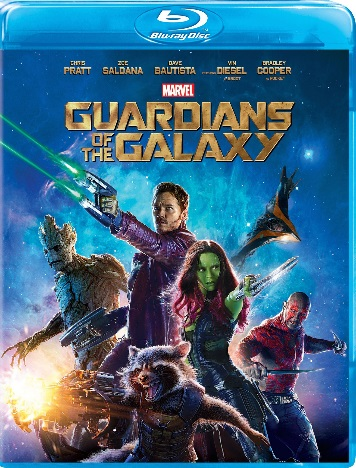 Blu-ray Disc
CHRIS PRATT ZOE SALDANA DAVE BAUTISTA VIN DIESEL BRADLEY COOPER
MARVEL
GUARDIANS
OF THE GALAXY